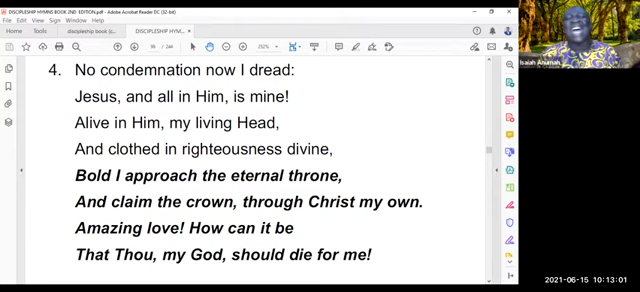 DISCIPLESHIP HYMNS BOOK 2ND EDITION.pdf - Adobe Acrobat Reader DC (32-bit)
File Edit View Sign Window Help
Home Tools discipleship book (... DISCIPLESHIP HYM... ×
99 / 244 252%
4. No condemnation now I dread:
Jesus, and all in Him, is mine!
Alive in Him, my living Head,
And clothed in righteousness divine,
Bold I approach the eternal throne,
And claim the crown, through Christ my own.
Amazing love! How can it be
That Thou, my God, should die for me!
Isaiah Anumah
2021-06-15 10:13:01